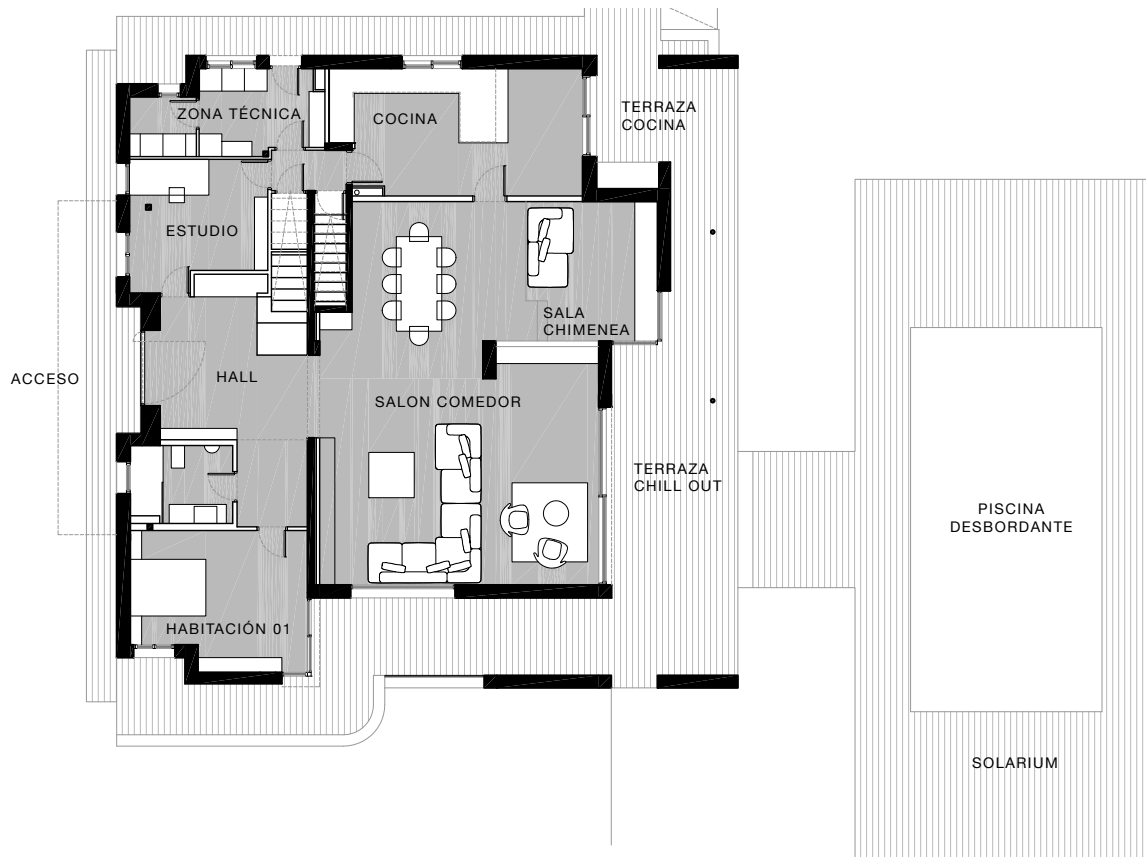 ZONA TÉCNICA
COCINA
TERRAZA
COCINA
ESTUDIO
SALA
CHIMENEA
ACCESO
HALL
SALON COMEDOR
TERRAZA
CHILL OUT
PISCINA
DESBORDANTE
HABITACIÓN 01
SOLARIUM